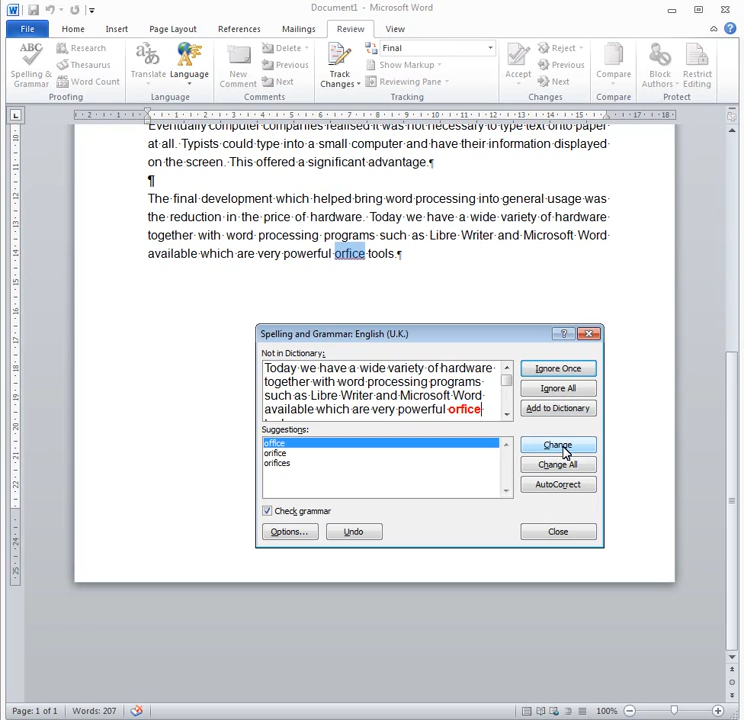 Document1 - Microsoft Word
File Home Insert Page Layout References Mailings Review View
ABC Spelling & Grammar Research Thesaurus Word Count Proofing
Translate Language Language
New Comment Delete Previous Next Comments
Track Changes Final Show Markup Reviewing Pane Tracking
Accept Reject Previous Next Changes
Compare Compare
Block Authors Restrict Editing Protect
Eventually computer companies realised it was not necessary to type text onto paper
at all. Typists could type into a small computer and have their information displayed
on the screen. This offered a significant advantage.¶
¶
The final development which helped bring word processing into general usage was
the reduction in the price of hardware. Today we have a wide variety of hardware
together with word processing programs such as Libre Writer and Microsoft Word
available which are very powerful orfice tools.¶
Spelling and Grammar: English (U.K.)
Not in Dictionary:
Today we have a wide variety of hardware
together with word processing programs
such as Libre Writer and Microsoft Word
available which are very powerful orfice
Ignore Once
Ignore All
Add to Dictionary
Suggestions:
office
orifice
orifices
Change
Change All
AutoCorrect
Check grammar
Options... Undo Close
Page: 1 of 1 Words: 207 100%